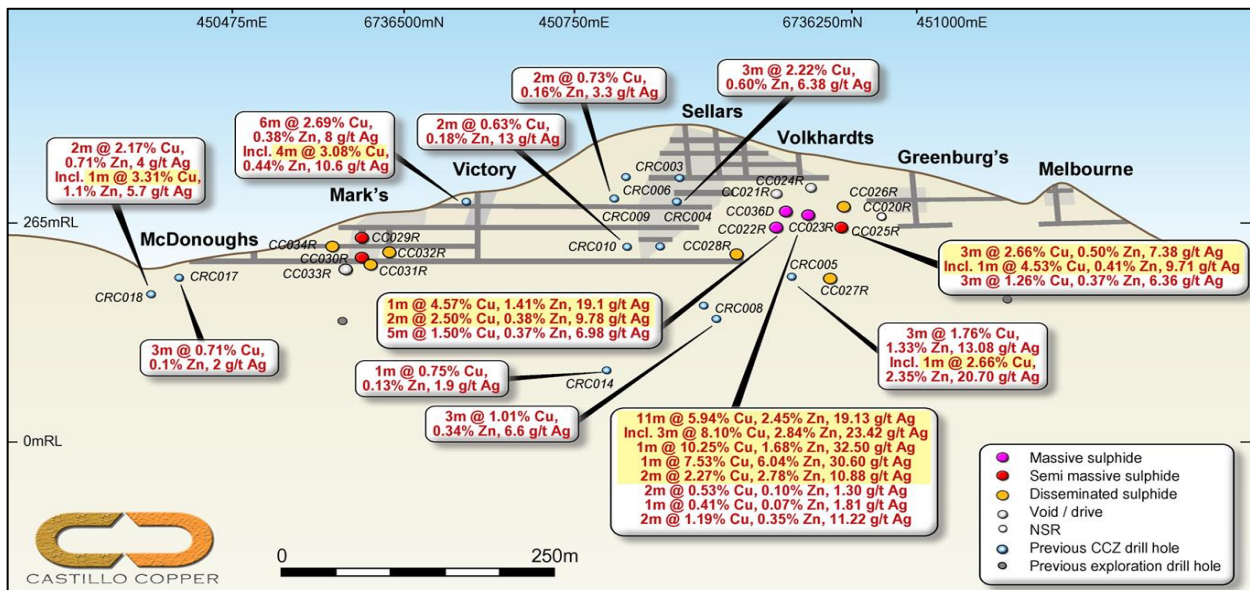 450475mE
6736500mN
450750mE
6736250mN
451000mE
2m @ 0.73% Cu,
0.16% Zn, 3.3 g/t Ag
3m @ 2.22% Cu,
0.60% Zn, 6.38 g/t Ag
6m @ 2.69% Cu,
0.38% Zn, 8 g/t Ag
Incl. 4m @ 3.08% Cu,
0.44% Zn, 10.6 g/t Ag
2m @ 0.63% Cu,
0.18% Zn, 13 g/t Ag
2m @ 2.17% Cu,
0.71% Zn, 4 g/t Ag
Incl. 1m @ 3.31% Cu,
1.1% Zn, 5.7 g/t Ag
Sellars
Volkhardts
Victory
Greenburg's
Melbourne
Mark's
McDonoughs
265mRL
CRC003
CRC006
CRC009
CRC004
CRC010
CC024R
CC021R
CC026R
CC020R
CC036D
CC022R
CC023R
CC025R
CC028R
CC029R
CC034R
CC030R
CC032R
CC033R
CC031R
CRC017
CRC018
CRC005
CC027R
CRC008
CRC014
3m @ 2.66% Cu, 0.50% Zn, 7.38 g/t Ag
Incl. 1m @ 4.53% Cu, 0.41% Zn, 9.71 g/t Ag
3m @ 1.26% Cu, 0.37% Zn, 6.36 g/t Ag
1m @ 4.57% Cu, 1.41% Zn, 19.1 g/t Ag
2m @ 2.50% Cu, 0.38% Zn, 9.78 g/t Ag
5m @ 1.50% Cu, 0.37% Zn, 6.98 g/t Ag
3m @ 0.71% Cu,
0.1% Zn, 2 g/t Ag
3m @ 1.76% Cu,
1.33% Zn, 13.08 g/t Ag
Incl. 1m @ 2.66% Cu,
2.35% Zn, 20.70 g/t Ag
1m @ 0.75% Cu,
0.13% Zn, 1.9 g/t Ag
3m @ 1.01% Cu,
0.34% Zn, 6.6 g/t Ag
11m @ 5.94% Cu, 2.45% Zn, 19.13 g/t Ag
Incl. 3m @ 8.10% Cu, 2.84% Zn, 23.42 g/t Ag
1m @ 10.25% Cu, 1.68% Zn, 32.50 g/t Ag
1m @ 7.53% Cu, 6.04% Zn, 30.60 g/t Ag
2m @ 2.27% Cu, 2.78% Zn, 10.88 g/t Ag
2m @ 0.53% Cu, 0.10% Zn, 1.30 g/t Ag
1m @ 0.41% Cu, 0.07% Zn, 1.81 g/t Ag
2m @ 1.19% Cu, 0.35% Zn, 11.22 g/t Ag
0mRL
Massive sulphide
Semi massive sulphide
Disseminated sulphide
Void / drive
NSR
Previous CCZ drill hole
Previous exploration drill hole
CASTILLO COPPER
0
250m